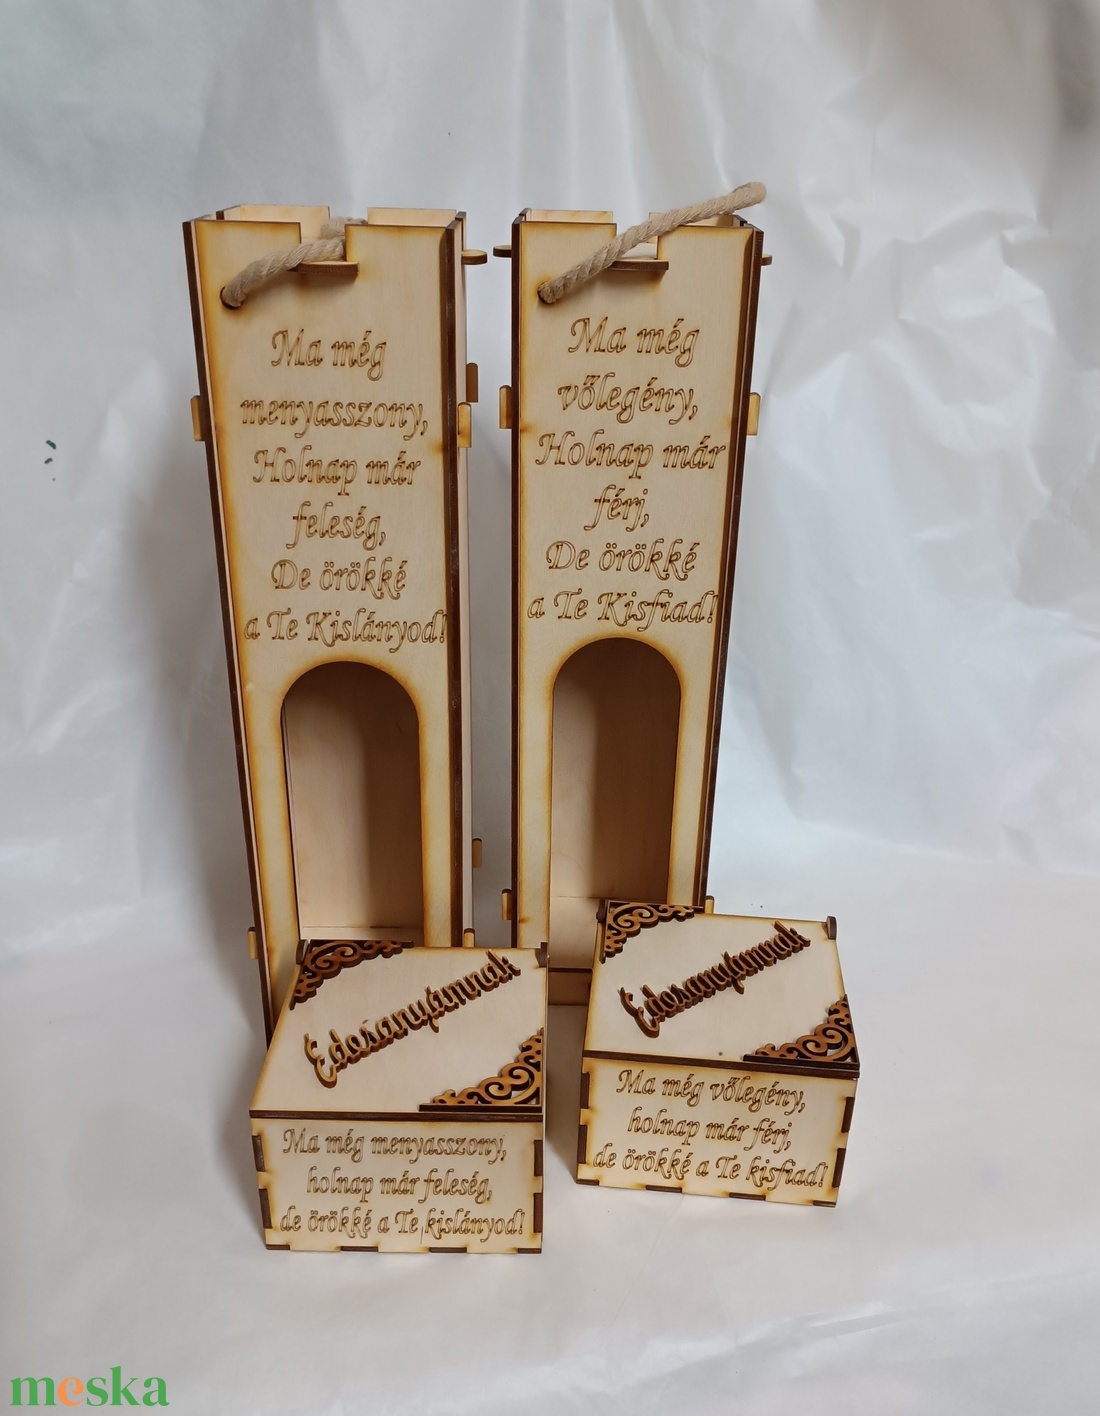 Ma még
menyasszony,
Holnap már
feleség,
De örökké
a Te Kislányod!
Ma még
vőlegény,
Holnap már
férj,
De örökké
a Te Kisfiad!
Édesanyámnak
Ma még menyasszony,
holnap már feleség,
de örökké a Te kislányod!
Édesanyámnak
Ma még vőlegény,
holnap már férj,
de örökké a Te kisfiad!
meska